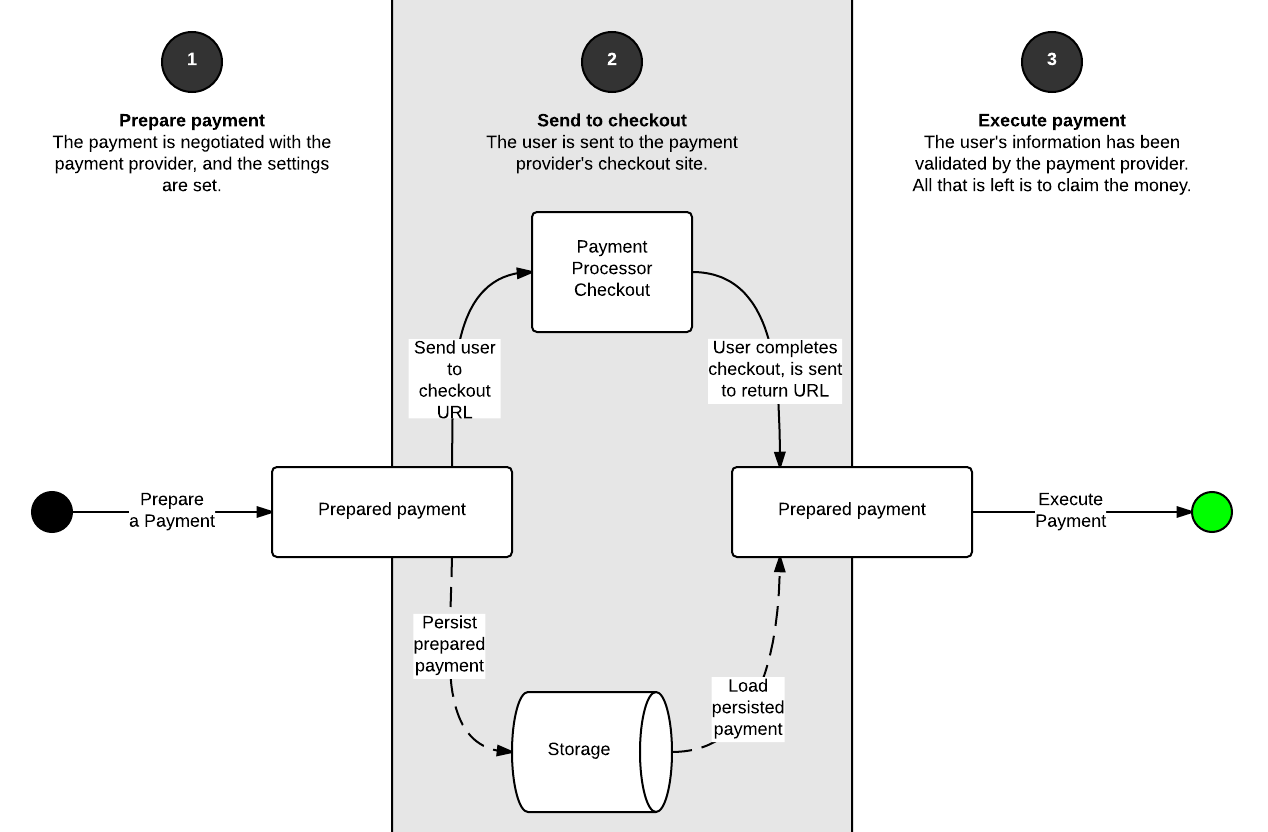 1
Prepare payment
The payment is negotiated with the
payment provider, and the settings
are set.
2
Send to checkout
The user is sent to the payment
provider's checkout site.
3
Execute payment
The user's information has been
validated by the payment provider.
All that is left is to claim the money.
Payment
Processor
Checkout
Send user
to
checkout
URL
User completes
checkout, is sent
to return URL
Prepare
a Payment
Prepared payment
Prepared payment
Execute
Payment
Persist
prepared
payment
Load
persisted
payment
Storage